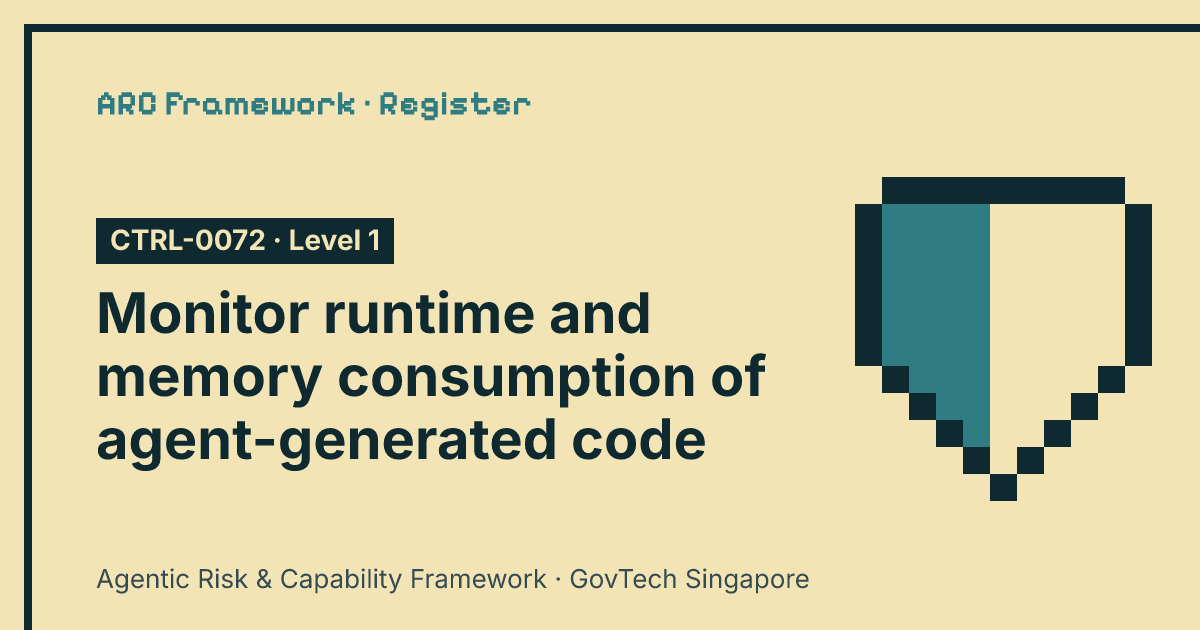 ARC Framework · Register
CTRL-0072 · Level 1
Monitor runtime and
memory consumption of
agent-generated code
Agentic Risk & Capability Framework · GovTech Singapore